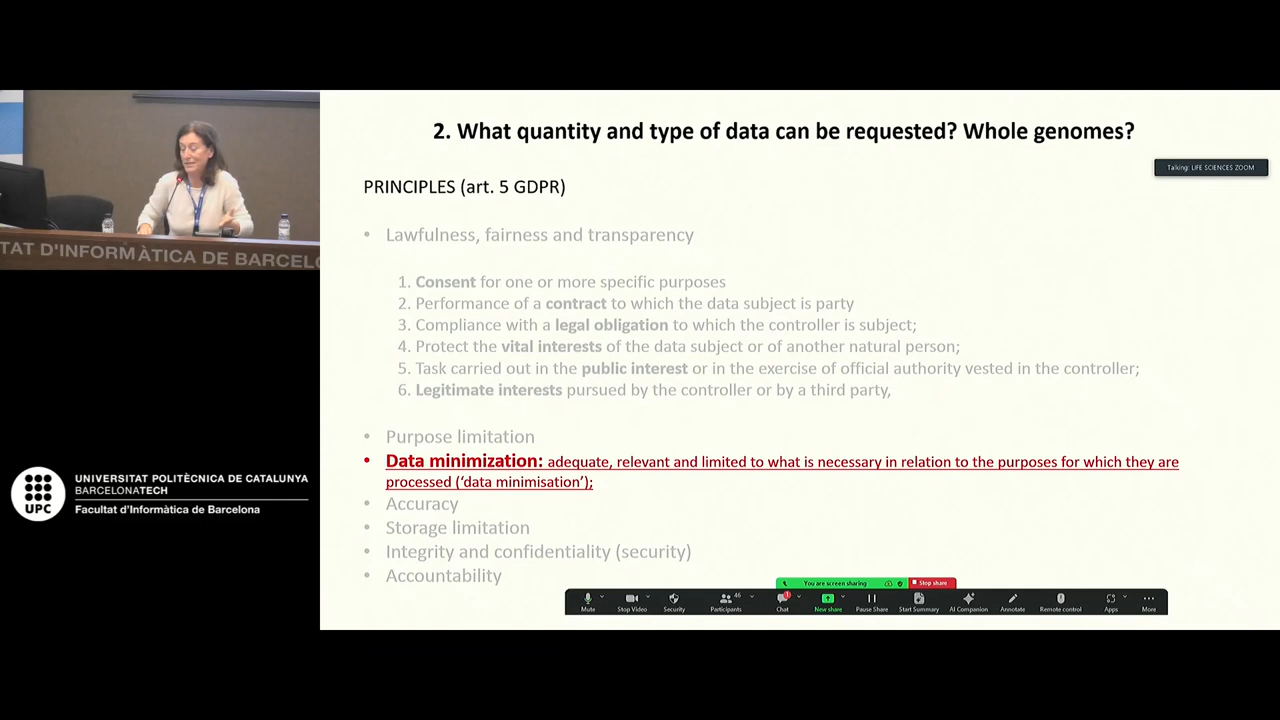 2. What quantity and type of data can be requested? Whole genomes?
Talking: LIFE SCIENCES ZOOM
PRINCIPLES (art. 5 GDPR)
• Lawfulness, fairness and transparency
1. Consent for one or more specific purposes
2. Performance of a contract to which the data subject is party
3. Compliance with a legal obligation to which the controller is subject;
4. Protect the vital interests of the data subject or of another natural person;
5. Task carried out in the public interest or in the exercise of official authority vested in the controller;
6. Legitimate interests pursued by the controller or by a third party,
• Purpose limitation
• Data minimization: adequate, relevant and limited to what is necessary in relation to the purposes for which they are
processed (‘data minimisation’);
• Accuracy
• Storage limitation
• Integrity and confidentiality (security)
• Accountability
TAT D'INFORMÀTICA DE BARCEL
UPC
UNIVERSITAT POLITÈCNICA DE CATALUNYA
BARCELONATECH
Facultat d'Informàtica de Barcelona
You are screen sharing
Stop share
46
1
Mute
Stop Video
Security
Participants
Chat
New share
Pause Share
Start Summary
AI Companion
Annotate
Remote control
Apps
More